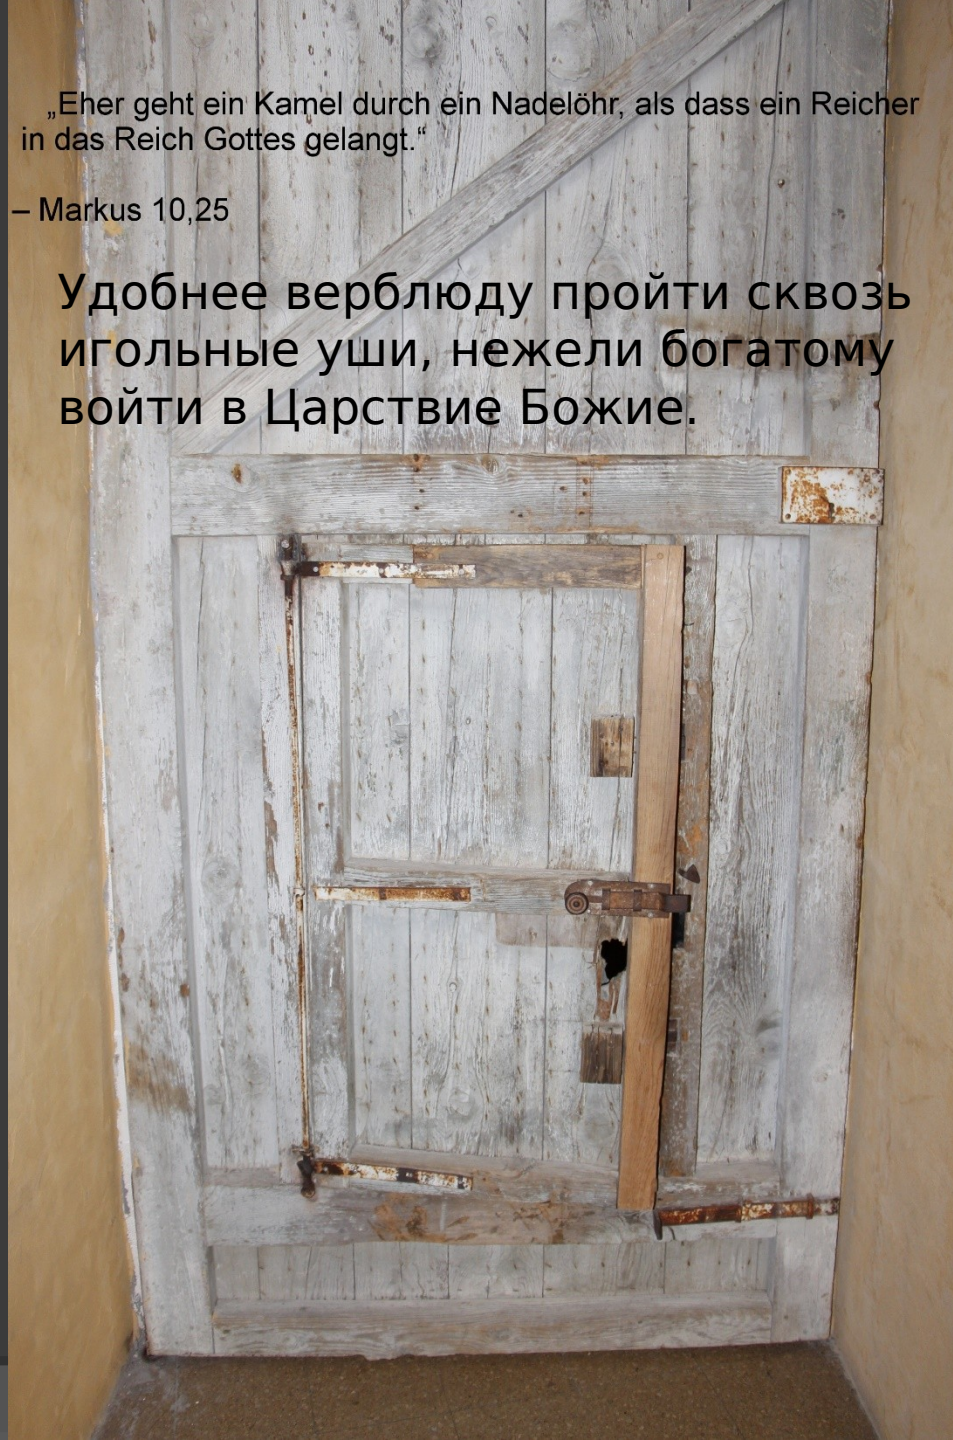 „Eher geht ein Kamel durch ein Nadelöhr, als dass ein Reicher
in das Reich Gottes gelangt.“
– Markus 10,25
Удобнее верблюду пройти сквозь
игольные уши, нежели богатому
войти в Царствие Божие.